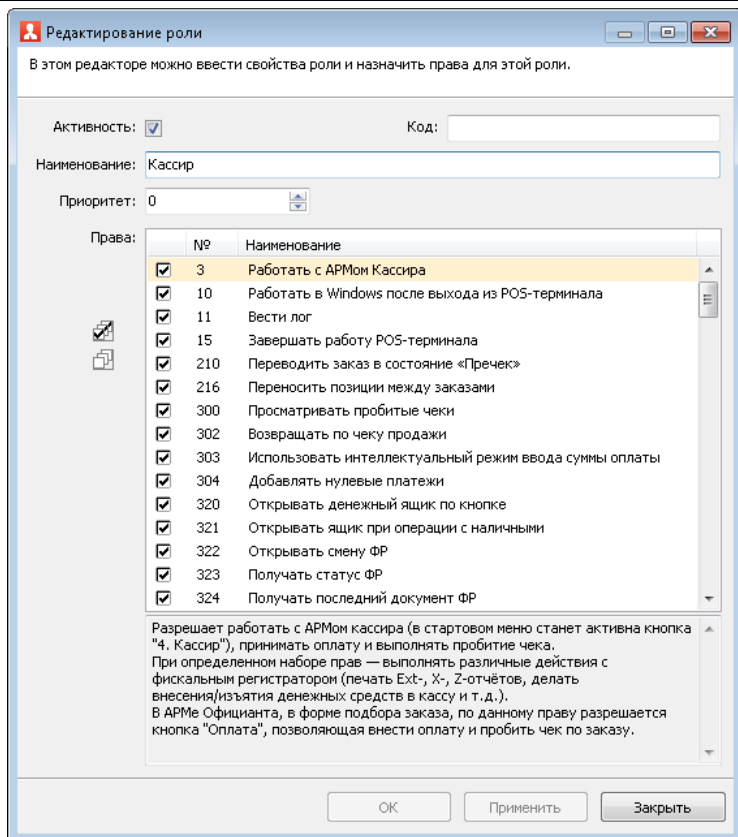 Редактирование роли
В этом редакторе можно ввести свойства роли и назначить права для этой роли.
Активность: Код:
Наименование: Кассир
Приоритет: 0
Права: № Наименование
3 Работать с АРМом Кассира
10 Работать в Windows после выхода из POS-терминала
11 Вести лог
15 Завершать работу POS-терминала
210 Переводить заказ в состояние «Пречек»
216 Переносить позиции между заказами
300 Просматривать пробитые чеки
302 Возвращать по чеку продажи
303 Использовать интеллектуальный режим ввода суммы оплаты
304 Добавлять нулевые платежи
320 Открывать денежный ящик по кнопке
321 Открывать ящик при операции с наличными
322 Открывать смену ФР
323 Получать статус ФР
324 Получать последний документ ФР
Разрешает работать с АРМом кассира (в стартовом меню станет активна кнопка
"4. Кассир"), принимать оплату и выполнять пробитие чека.
При определенном наборе прав — выполнять различные действия с
фискальным регистратором (печать Ext-, X-, Z-отчётов, делать
внесения/изъятия денежных средств в кассу и т.д.).
В АРМе Официанта, в форме подбора заказа, по данному праву разрешается
кнопка "Оплата", позволяющая внести оплату и пробить чек по заказу.
ОК Применить Закрыть